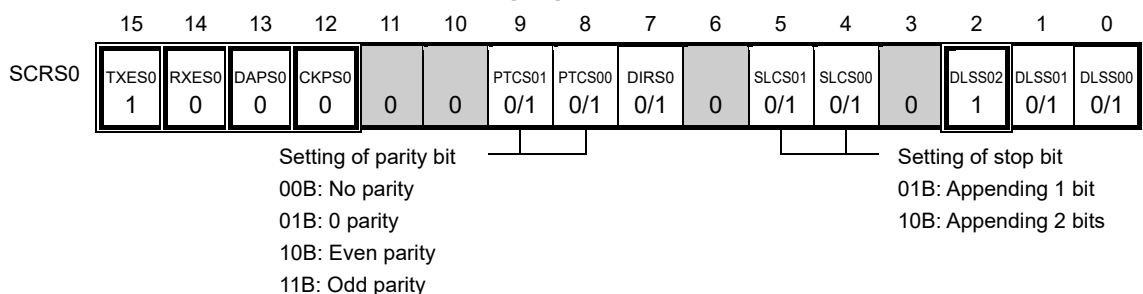 15 14 13 12 11 10 9 8 7 6 5 4 3 2 1 0
SCRS0 TXES0 RXES0 DAPS0 CKPS0 PTCS01 PTCS00 DIRS0 SLCS01 SLCS00 DLSS02 DLSS01 DLSS00
1 0 0 0 0 0 0/1 0/1 0/1 0 0/1 0/1 0 1 0/1 0/1
Setting of parity bit
00B: No parity
01B: 0 parity
10B: Even parity
11B: Odd parity
Setting of stop bit
01B: Appending 1 bit
10B: Appending 2 bits